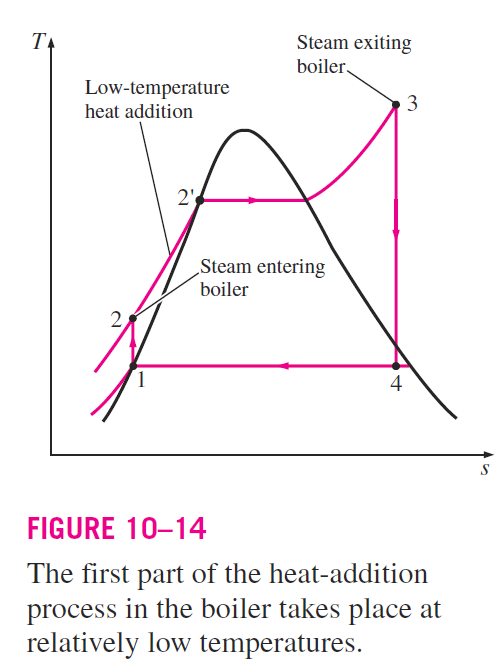 T
Steam exiting
boiler
3
Low-temperature
heat addition
2'
Steam entering
boiler
2
1
4
s
FIGURE 10–14
The first part of the heat-addition
process in the boiler takes place at
relatively low temperatures.